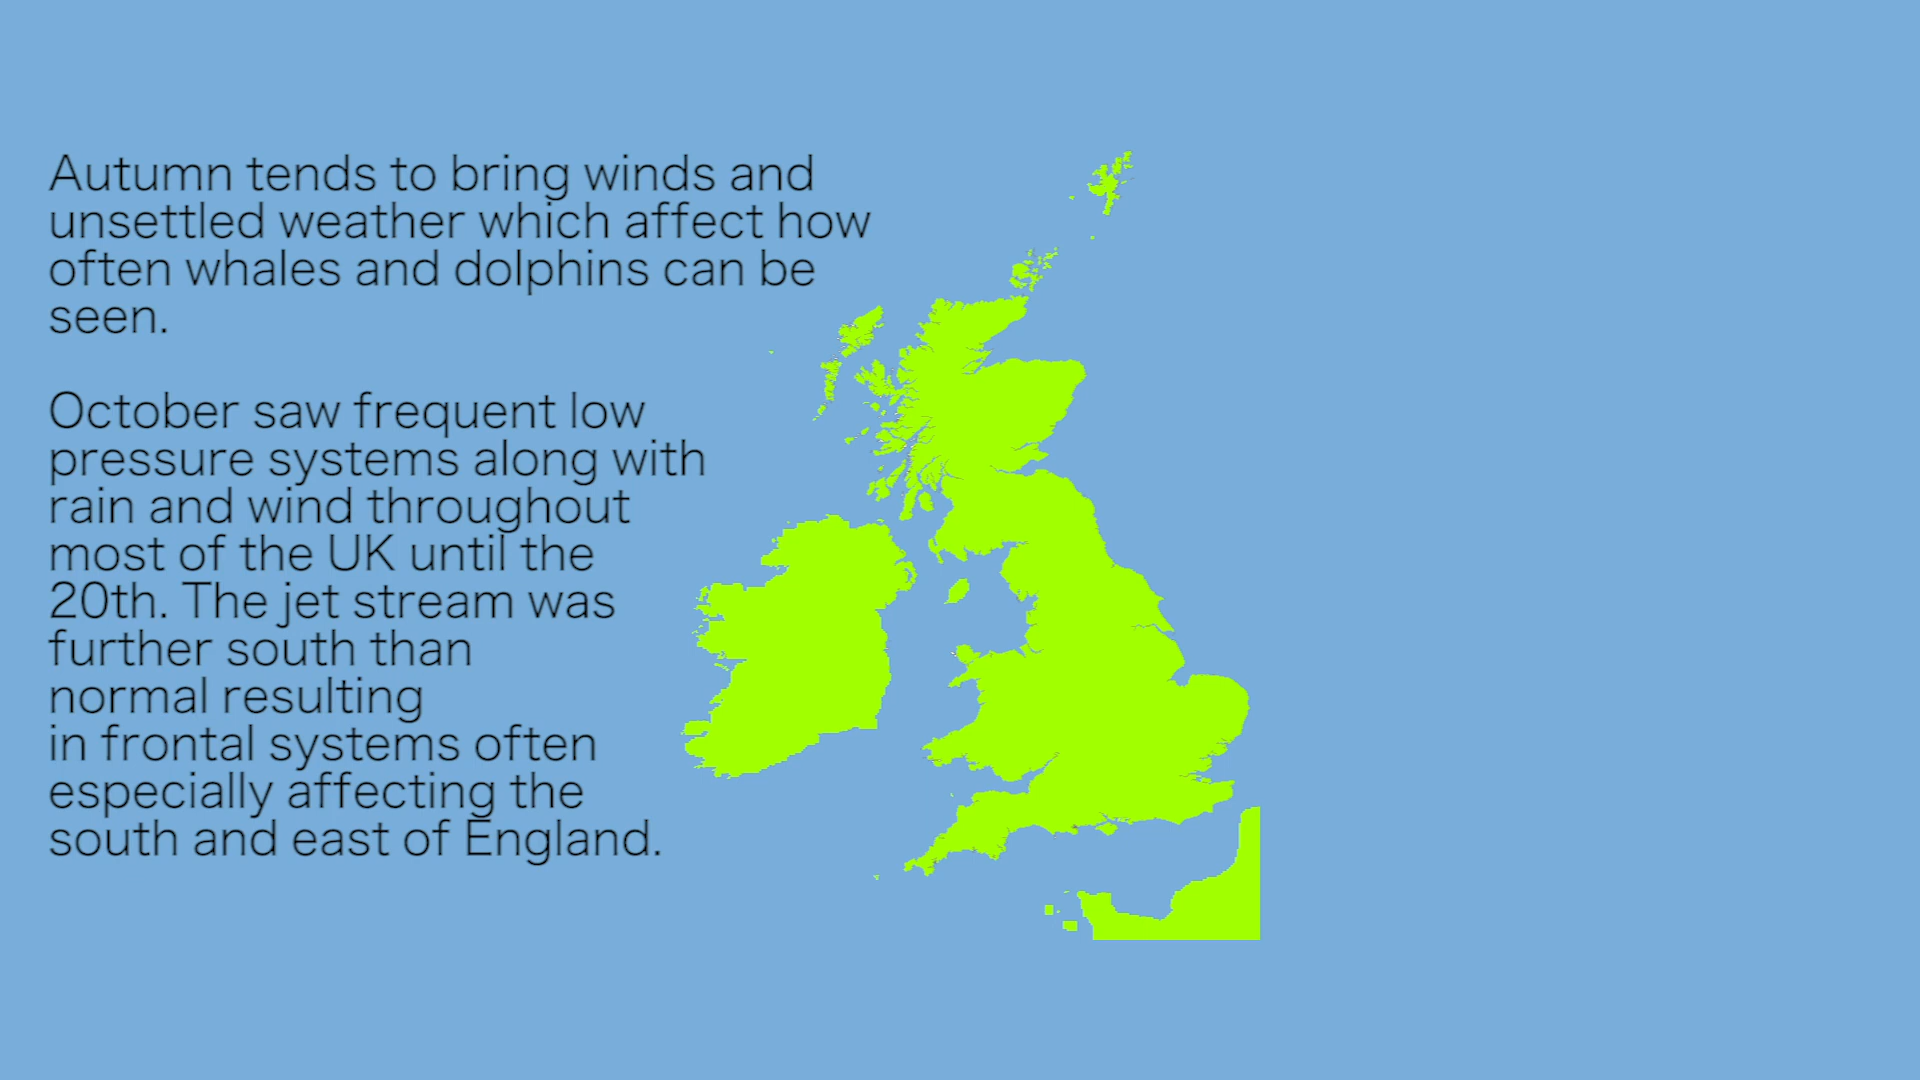 Autumn tends to bring winds and
unsettled weather which affect how
often whales and dolphins can be
seen.
October saw frequent low
pressure systems along with
rain and wind throughout
most of the UK until the
20th. The jet stream was
further south than
normal resulting
in frontal systems often
especially affecting the
south and east of England.